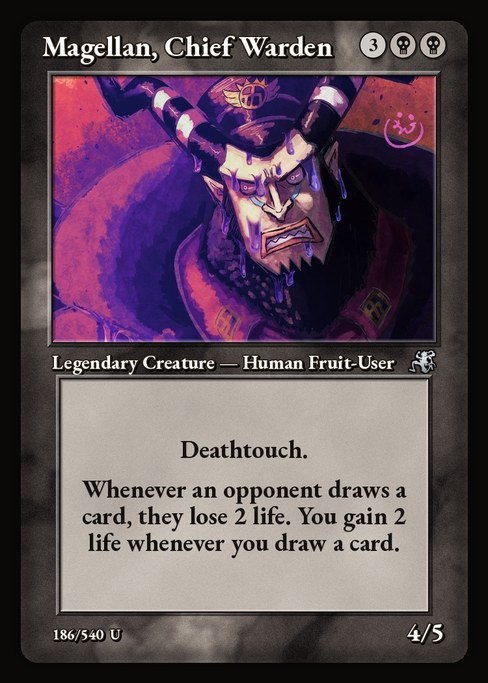 Magellan, Chief Warden 3
Legendary Creature — Human Fruit-User
Deathtouch.
Whenever an opponent draws a
card, they lose 2 life. You gain 2
life whenever you draw a card.
186/540 U 4/5